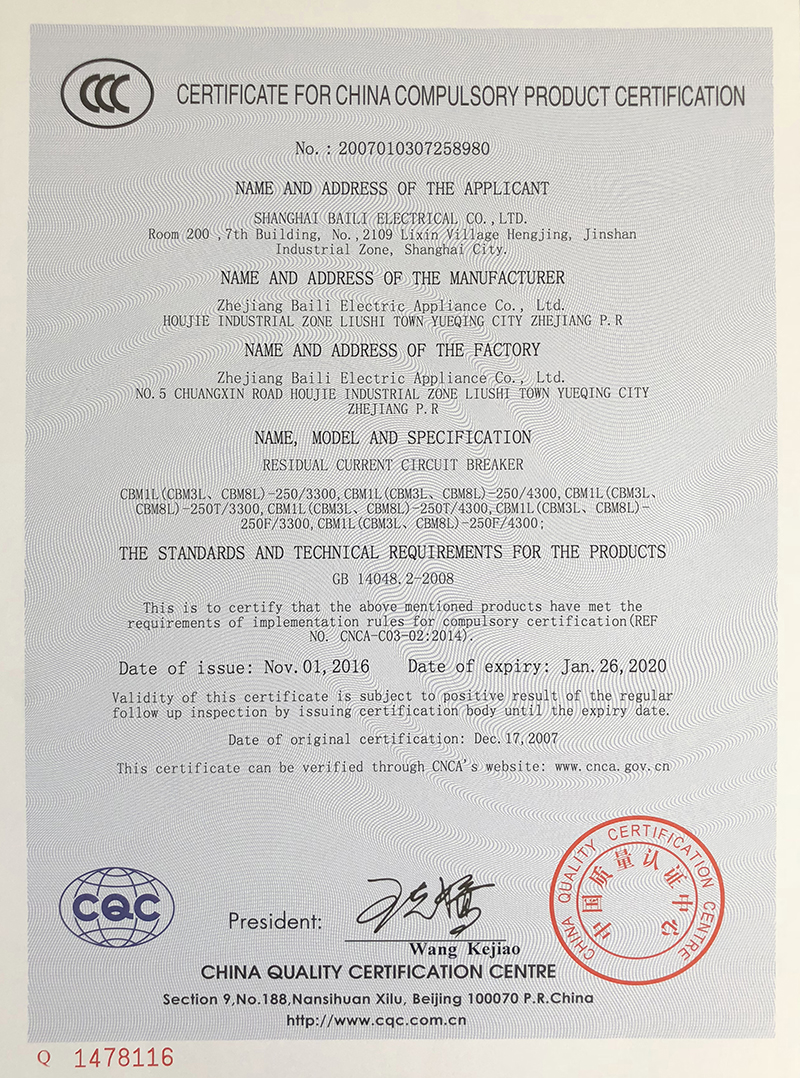 CCC
CERTIFICATE FOR CHINA COMPULSORY PRODUCT CERTIFICATION
No.: 2007010307258980
NAME AND ADDRESS OF THE APPLICANT
SHANGHAI BAILI ELECTRICAL CO.,LTD.
Room 200 ,7th Building, No.,2109 Lixin Village Hengjing, Jinshan
Industrial Zone, Shanghai City.
NAME AND ADDRESS OF THE MANUFACTURER
Zhejiang Baili Electric Appliance Co., Ltd.
HOUJIE INDUSTRIAL ZONE LIUSHI TOWN YUEQING CITY ZHEJIANG P.R
NAME AND ADDRESS OF THE FACTORY
Zhejiang Baili Electric Appliance Co., Ltd.
NO.5 CHUANGXIN ROAD HOUJIE INDUSTRIAL ZONE LIUSHI TOWN YUEQING CITY
ZHEJIANG P.R
NAME, MODEL AND SPECIFICATION
RESIDUAL CURRENT CIRCUIT BREAKER
CBM1L(CBM3L、CBM8L)-250/3300,CBM1L(CBM3L、CBM8L)-250/4300,CBM1L(CBM3L、
CBM8L)-250T/3300,CBM1L(CBM3L、CBM8L)-250T/4300,CBM1L(CBM3L、CBM8L)-
250F/3300,CBM1L(CBM3L、CBM8L)-250F/4300;
THE STANDARDS AND TECHNICAL REQUIREMENTS FOR THE PRODUCTS
GB 14048.2-2008
This is to certify that the above mentioned products have met the
requirements of implementation rules for compulsory certification(REF
NO. CNCA-C03-02:2014).
Date of issue: Nov.01,2016 Date of expiry: Jan.26,2020
Validity of this certificate is subject to positive result of the regular
follow up inspection by issuing certification body until the expiry date.
Date of original certification: Dec.17,2007
This certificate can be verified through CNCA's website: www.cnca.gov.cn
CQC
President:
王克娇
Wang Kejiao
CHINA QUALITY CERTIFICATION CENTRE
中国质量认证中心
CHINA QUALITY CERTIFICATION CENTRE
Section 9,No.188,Nansihuan Xilu, Beijing 100070 P.R.China
http://www.cqc.com.cn
Q 1478116